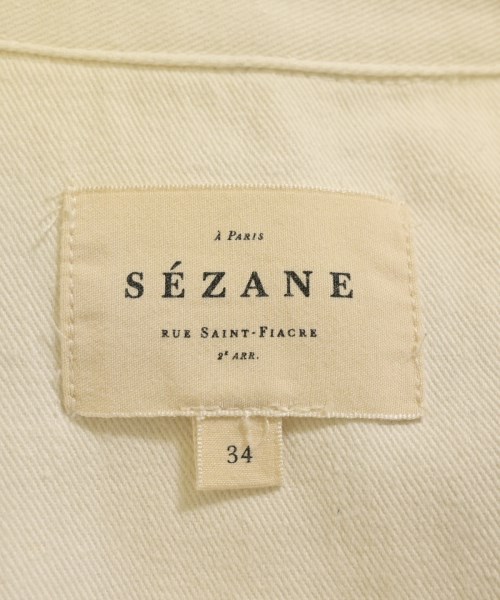 À PARIS
SÉZANE
RUE SAINT-FIACRE
2ᵉ ARR.
34